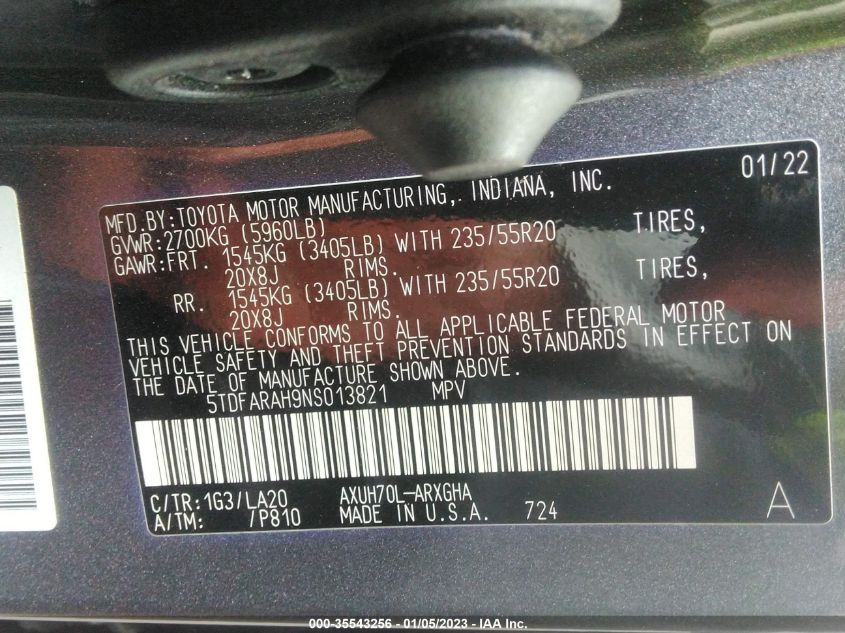 01/22
MFD.BY:TOYOTA MOTOR MANUFACTURING, INDIANA, INC.
GVWR:2700KG (5960LB)
GAWR:FRT. 1545KG (3405LB) WITH 235/55R20 TIRES,
20X8J RIMS.
RR. 1545KG (3405LB) WITH 235/55R20 TIRES,
20X8J RIMS.
THIS VEHICLE CONFORMS TO ALL APPLICABLE FEDERAL MOTOR
VEHICLE SAFETY AND THEFT PREVENTION STANDARDS IN EFFECT ON
THE DATE OF MANUFACTURE SHOWN ABOVE.
5TDFARAH9NS013821 MPV
C/TR:1G3/LA20 AXUH70L-ARXGHA
A/TM: /P810 MADE IN U.S.A. 724 A
000-35543256 - 01/05/2023 - IAA Inc.